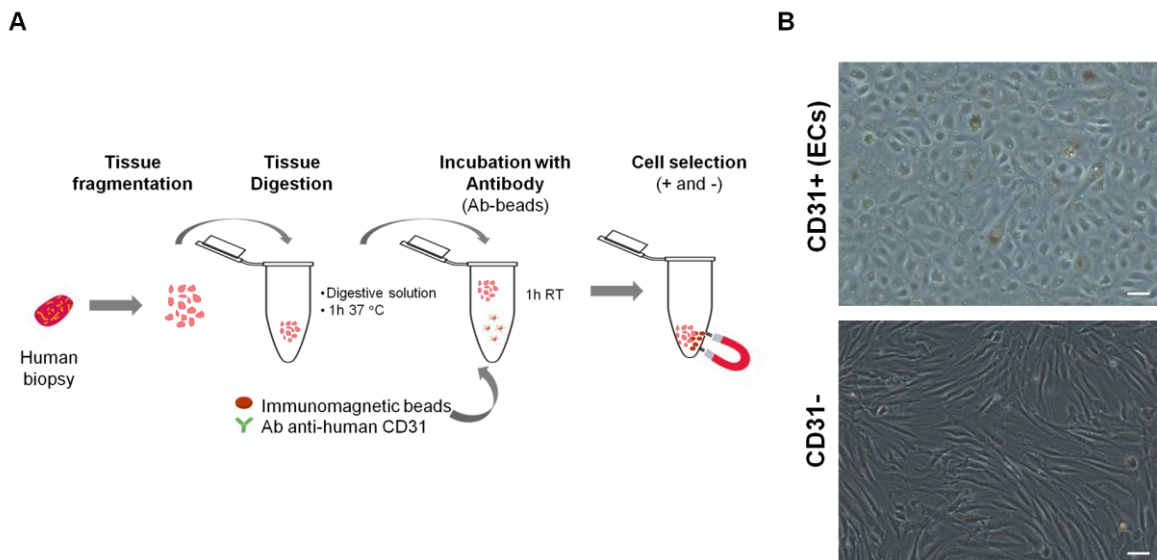 A
B
Tissue
fragmentation
Tissue
Digestion
Incubation with
Antibody
(Ab-beads)
Cell selection
(+ and -)
•Digestive solution
• 1h 37 °C
1h RT
Human
biopsy
Immunomagnetic beads
Ab anti-human CD31
CD31+ (ECs)
CD31-